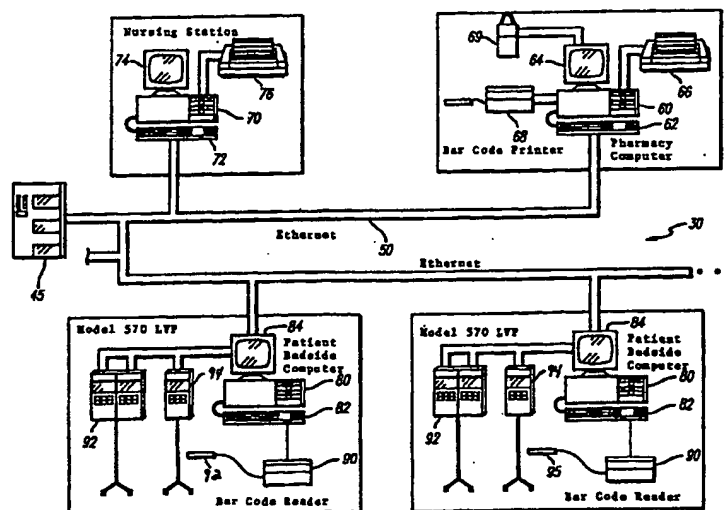 Nursing Station
74
76
70
72
69
64
66
60
68
62
Bar Code Printer
Pharmacy
Computer
45
Ethernet
50
30
Ethernet
Model 570 LVP
84
Patient
Bedside
Computer
94
80
82
92
92
90
Bar Code Reader
Model 570 LVP
84
Patient
Bedside
Computer
94
80
82
92
95
90
Bar Code Reader